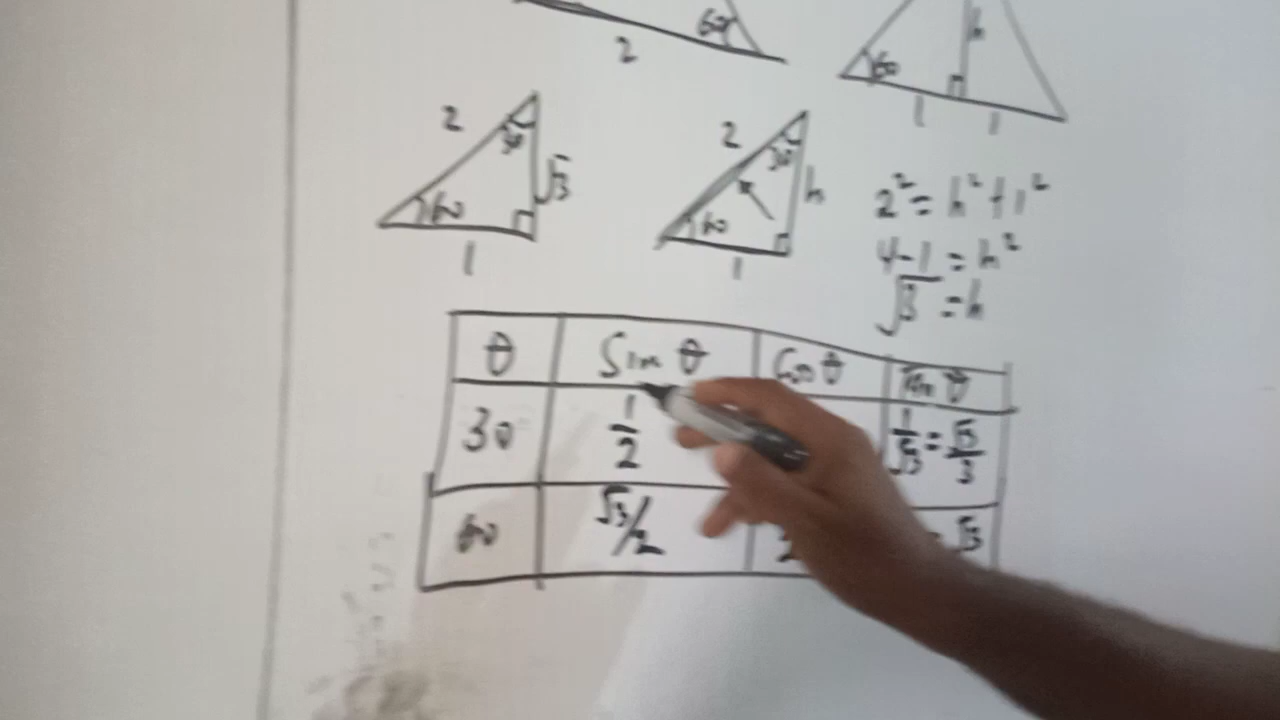 60
2
h
60
1 1
2 30 √3
60
1
2 30 h
60
1
2² = h² + 1²
4 - 1 = h²
√3 = h
θ Sin θ Cos θ Tan θ
30 1/2 1/√3 = √3/3
60 √3/2 2 = √3